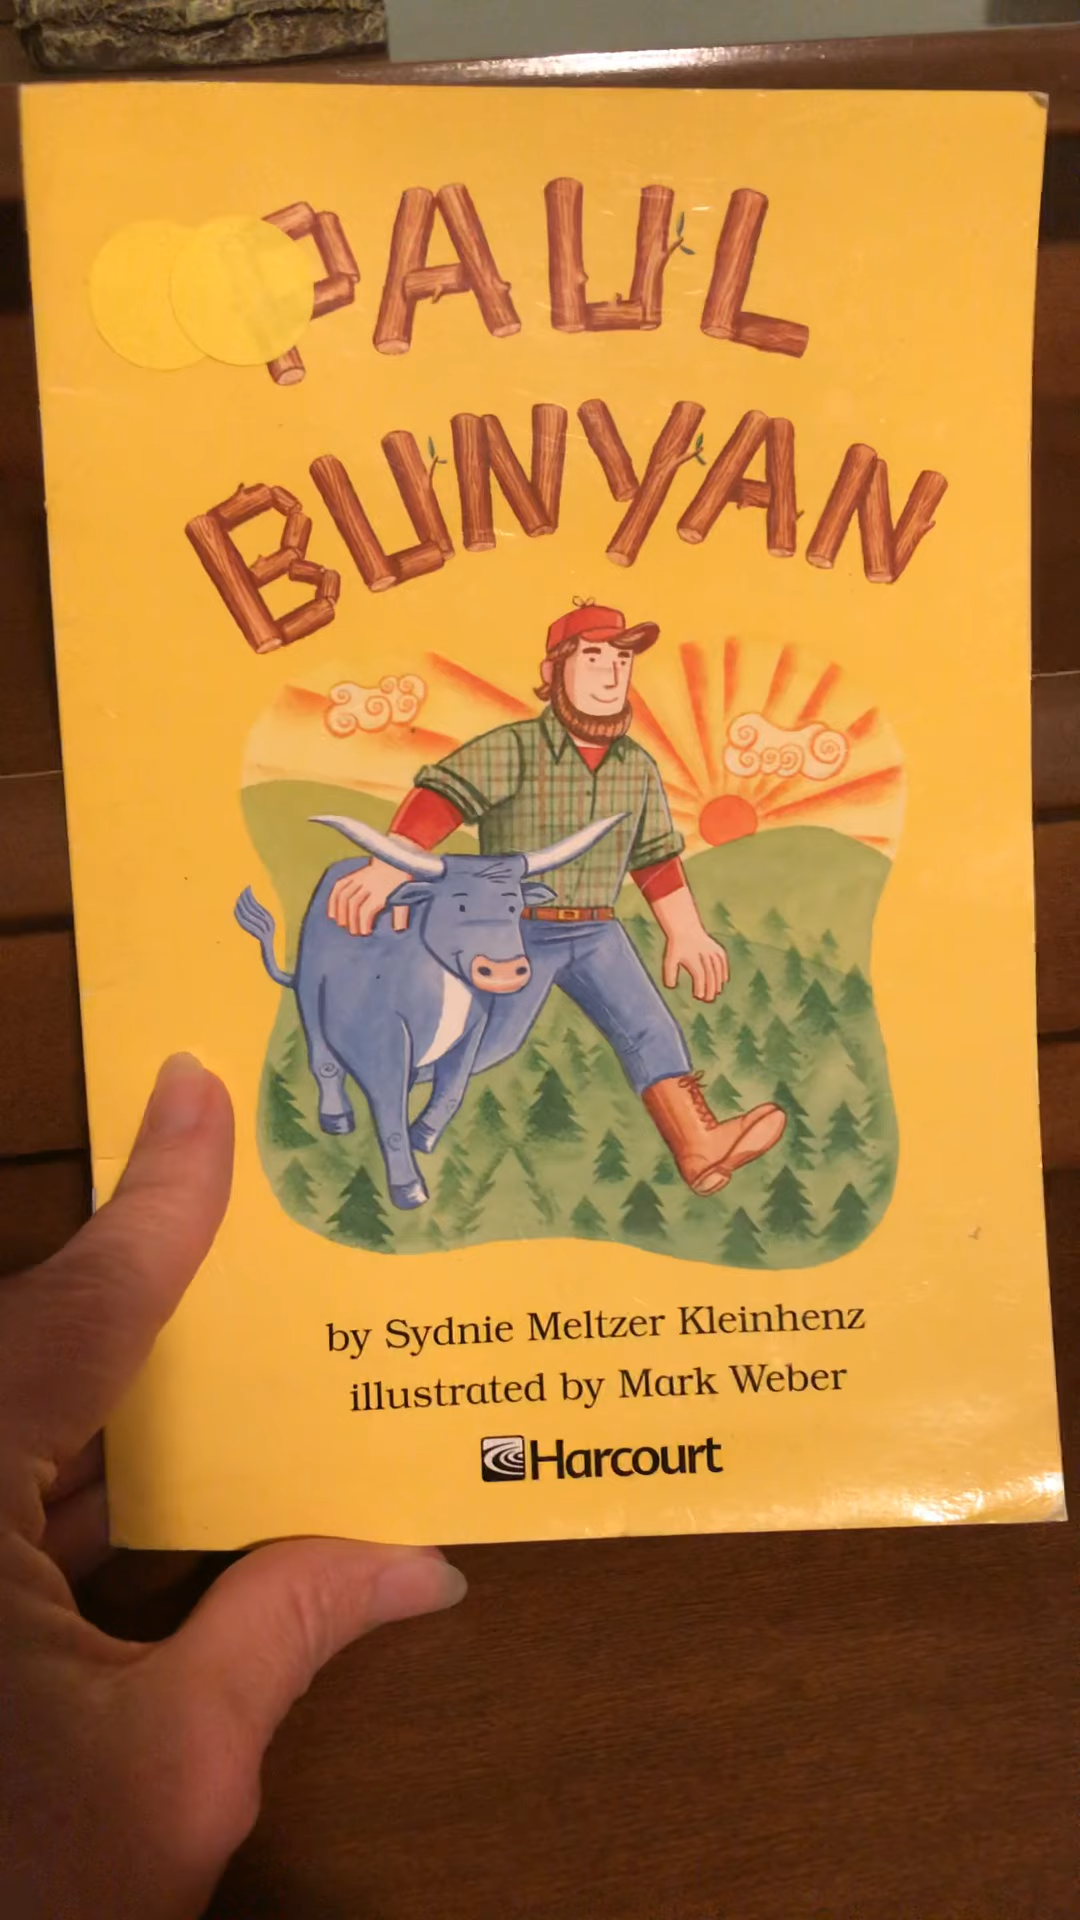 PAUL
BUNYAN
by Sydnie Meltzer Kleinhenz
illustrated by Mark Weber
Harcourt